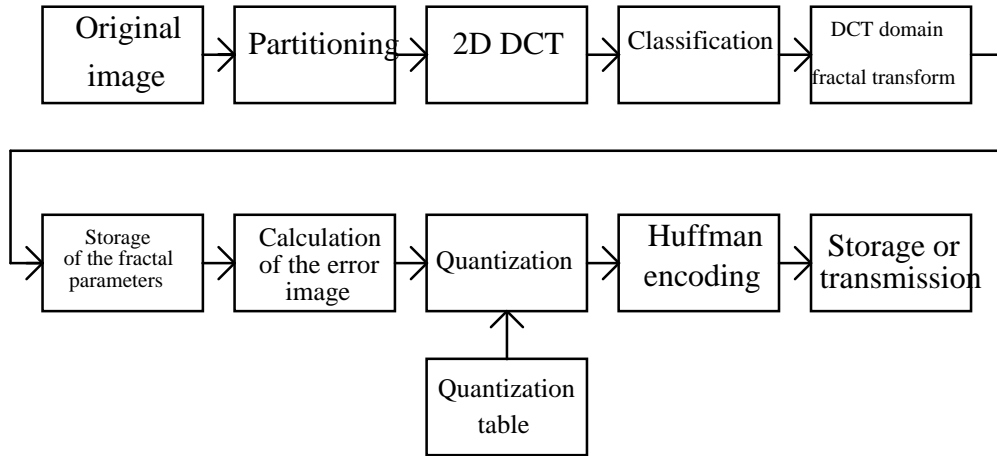 Original
image
Partitioning
2D DCT
Classification
DCT domain
fractal transform
Storage
of the fractal
parameters
Calculation
of the error
image
Quantization
Huffman
encoding
Storage or
transmission
Quantization
table